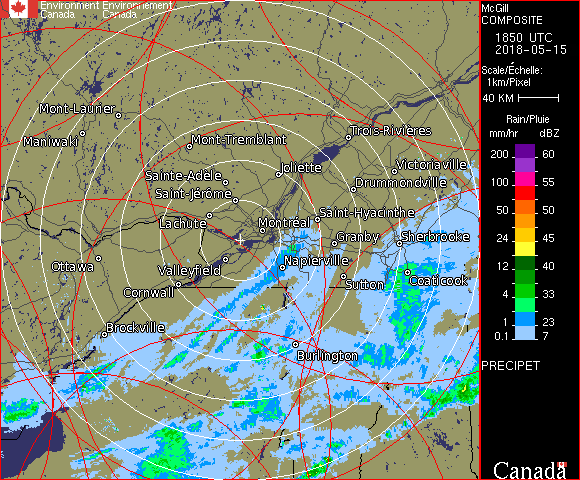 Environment Environnement
Canada Canada
McGill
COMPOSITE
1850 UTC
2018-05-15
Scale/Échelle:
1km/Pixel
40 KM
Rain/Pluie
mm/hr dBZ
200 60
100 55
50 50
24 45
12 40
4 33
1 23
0.1 7
PRECIPET
Canada
Mont-Laurier
Maniwaki
Mont-Tremblant
Trois-Rivières
Joliette
Victoriaville
Sainte-Adèle
Drummondville
Saint-Jérôme
Lachute
Saint-Hyacinthe
Montréal
Granby
Sherbrooke
Ottawa
Valleyfield
Napierville
Cornwall
Sutton
Coaticook
Brockville
Burlington